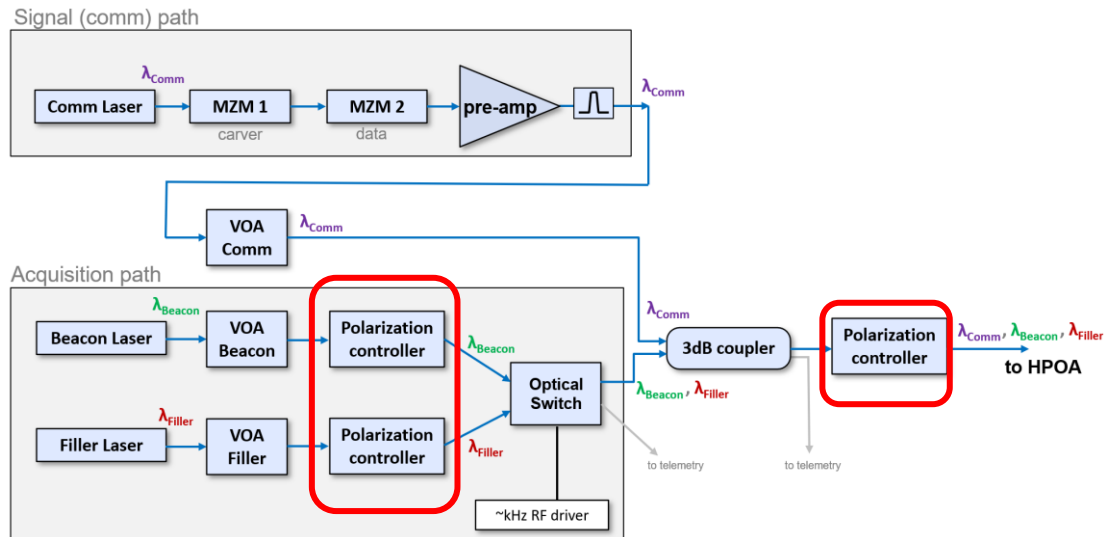 Signal (comm) path
λComm
λComm
Comm Laser
MZM 1
MZM 2
pre-amp
carver
data
VOA
Comm
λComm
Acquisition path
λBeacon
Beacon Laser
VOA
Beacon
Polarization
controller
λBeacon
λComm
3dB coupler
Polarization
controller
λComm, λBeacon, λFiller
to HPOA
Optical
Switch
λBeacon, λFiller
λFiller
Filler Laser
VOA
Filler
Polarization
controller
λFiller
to telemetry
to telemetry
~kHz RF driver